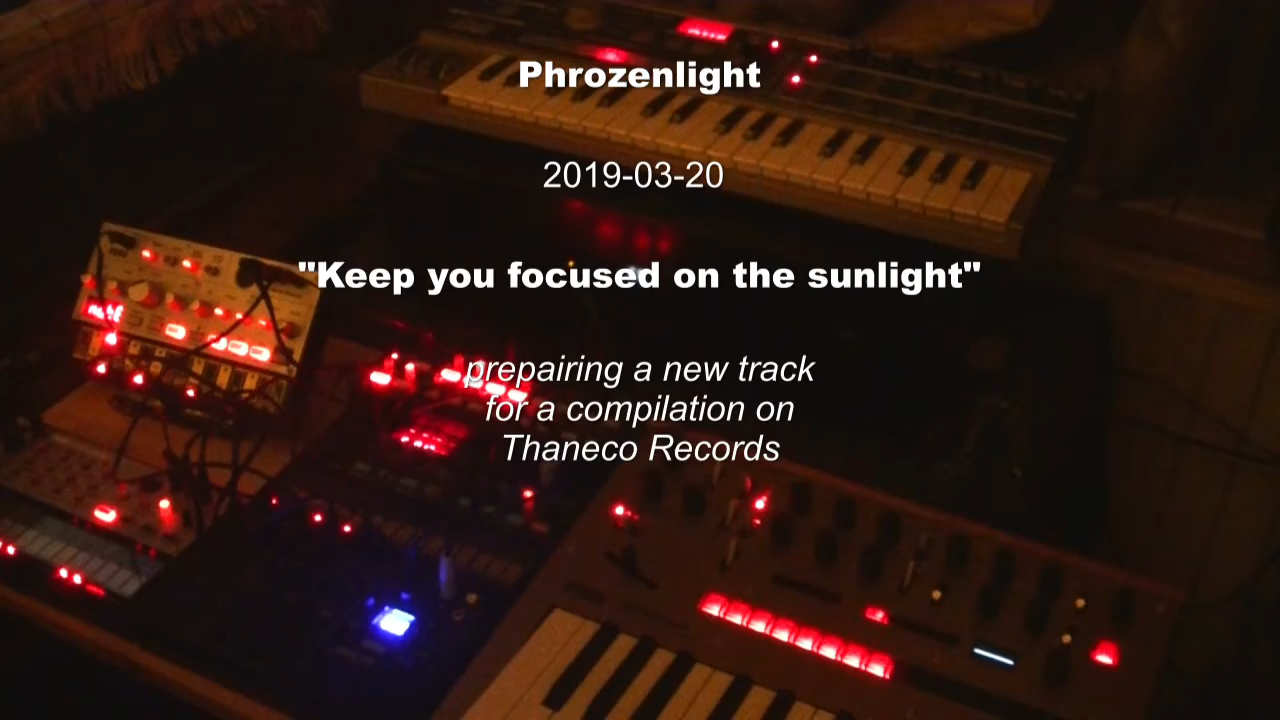 Phrozenlight
2019-03-20
"Keep you focused on the sunlight"
prepairing a new track
for a compilation on
Thaneco Records